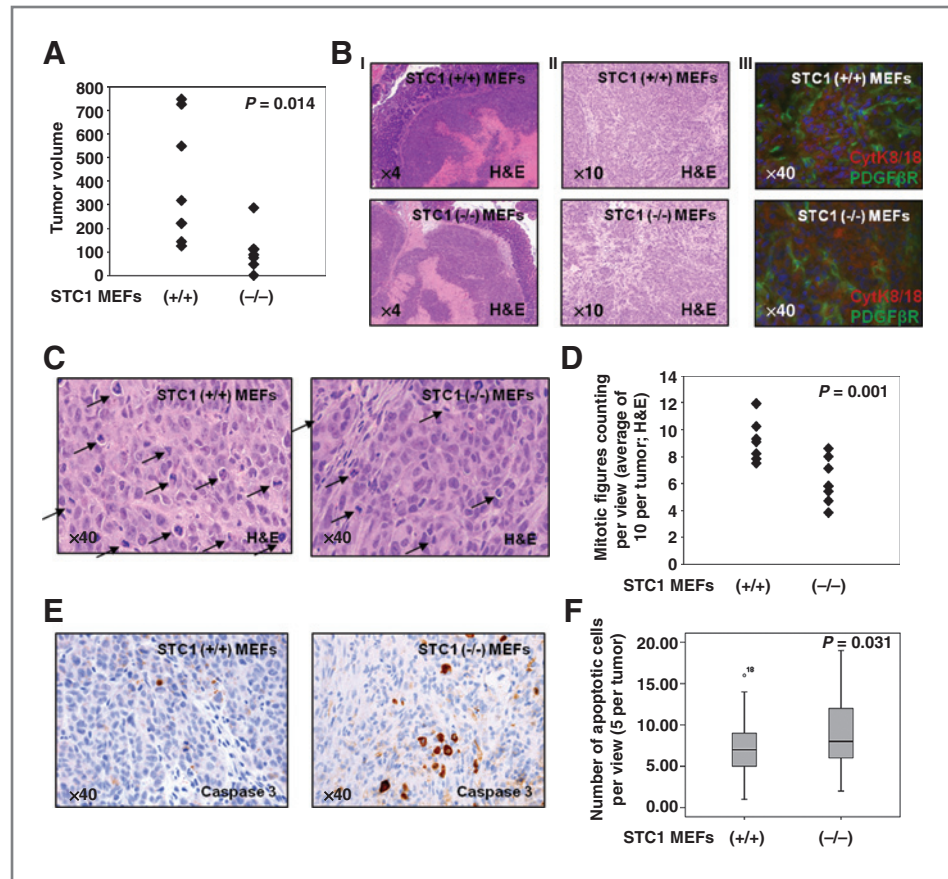 A
P = 0.014
Tumor volume
800
700
600
500
400
300
200
100
0
STC1 MEFs
(+/+)
(−/−)
B
I
STC1 (+/+) MEFs
×4
H&E
STC1 (-/-) MEFs
×4
H&E
II
STC1 (+/+) MEFs
×10
H&E
STC1 (-/-) MEFs
×10
H&E
III
STC1 (+/+) MEFs
×40
CytK8/18
PDGFβR
STC1 (-/-) MEFs
×40
CytK8/18
PDGFβR
C
STC1 (+/+) MEFs
×40
H&E
STC1 (-/-) MEFs
×40
H&E
D
P = 0.001
Mitotic figures counting
per view (average of
10 per tumor; H&E)
14
12
10
8
6
4
2
0
STC1 MEFs
(+/+)
(−/−)
E
STC1 (+/+) MEFs
×40
Caspase 3
STC1 (-/-) MEFs
×40
Caspase 3
F
P = 0.031
Number of apoptotic cells
per view (5 per tumor)
20.00
15.00
10.00
5.00
0.00
18
STC1 MEFs
(+/+)
(−/−)